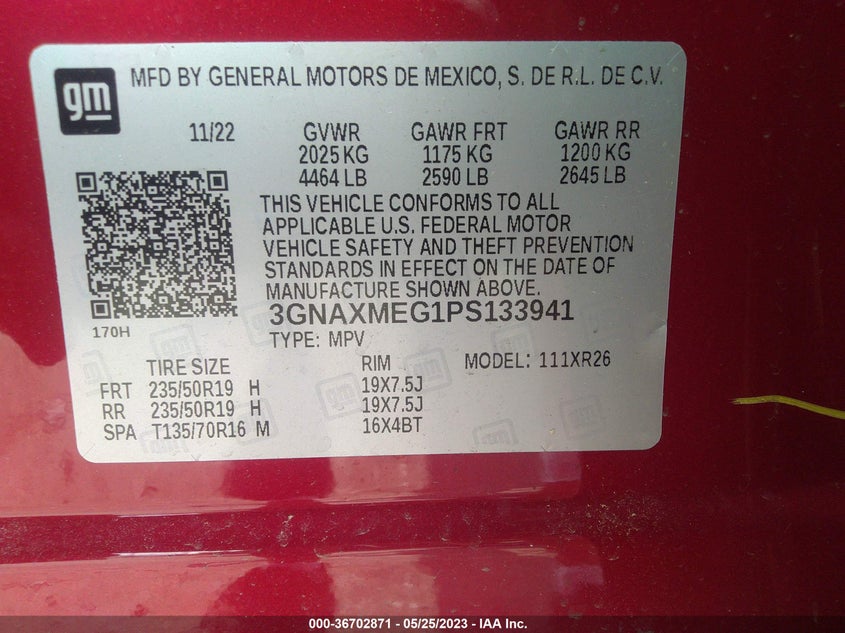 gm
MFD BY GENERAL MOTORS DE MEXICO, S. DE R.L. DE C.V.
11/22 GVWR GAWR FRT GAWR RR
2025 KG 1175 KG 1200 KG
4464 LB 2590 LB 2645 LB
THIS VEHICLE CONFORMS TO ALL
APPLICABLE U.S. FEDERAL MOTOR
VEHICLE SAFETY AND THEFT PREVENTION
STANDARDS IN EFFECT ON THE DATE OF
MANUFACTURE SHOWN ABOVE.
170H
3GNAXMEG1PS133941
TYPE: MPV
TIRE SIZE RIM MODEL: 111XR26
FRT 235/50R19 H 19X7.5J
RR 235/50R19 H 19X7.5J
SPA T135/70R16 M 16X4BT
000-36702871 - 05/25/2023 - IAA Inc.